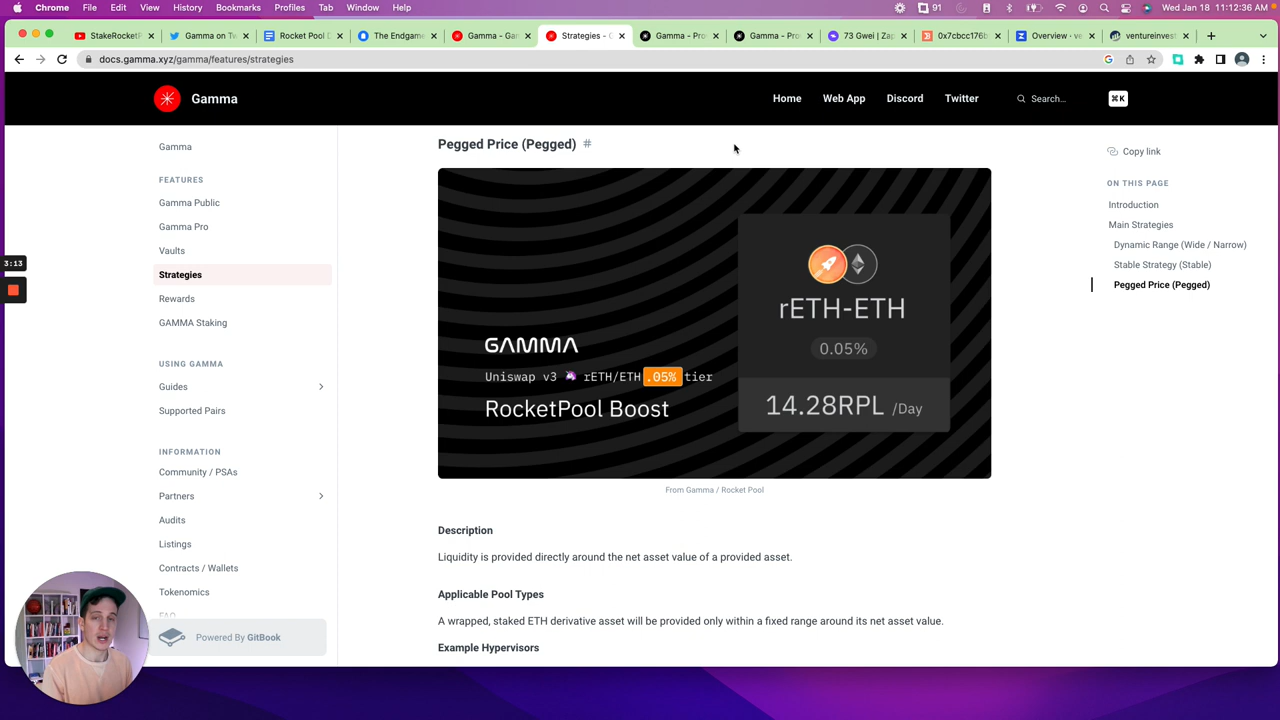 Chrome File Edit View History Bookmarks Profiles Tab Window Help 91 Wed Jan 18 11:12:36 AM
StakeRocketP Gamma on Tw Rocket Pool D The Endgame Gamma - Gam Strategies - G Gamma - Pro Gamma - Pro 73 Gwei | Zap 0x7cbcc176b Overview - ve ventureinvest
docs.gamma.xyz/gamma/features/strategies
Gamma Home Web App Discord Twitter Search... ⌘K
Gamma
FEATURES
Gamma Public
Gamma Pro
Vaults
3:13
Strategies
Rewards
GAMMA Staking
USING GAMMA
Guides
Supported Pairs
INFORMATION
Community / PSAs
Partners
Audits
Listings
Contracts / Wallets
Tokenomics
FAQ
Powered By GitBook
Pegged Price (Pegged) #
rETH-ETH
0.05%
GAMMA
Uniswap v3 rETH/ETH .05% tier
RocketPool Boost
14.28RPL /Day
From Gamma / Rocket Pool
Description
Liquidity is provided directly around the net asset value of a provided asset.
Applicable Pool Types
A wrapped, staked ETH derivative asset will be provided only within a fixed range around its net asset value.
Example Hypervisors
Copy link
ON THIS PAGE
Introduction
Main Strategies
Dynamic Range (Wide / Narrow)
Stable Strategy (Stable)
Pegged Price (Pegged)